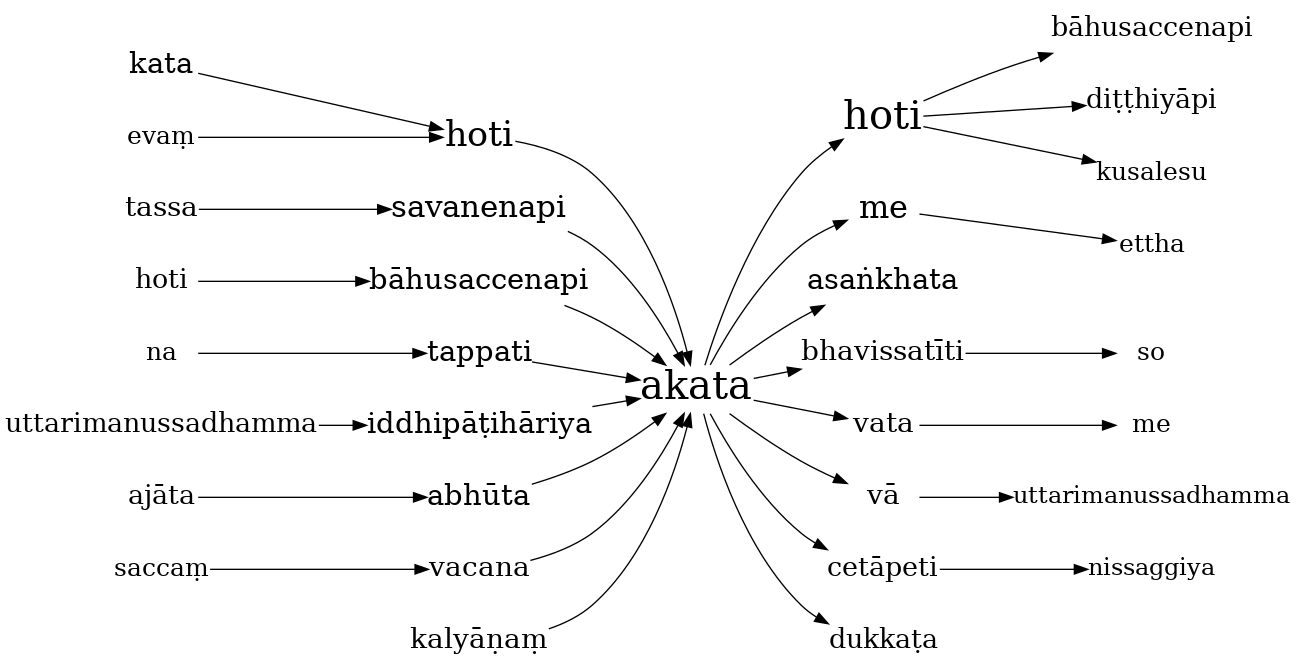 bāhusaccenapi
kata
diṭṭhiyāpi
hoti
evaṃ
hoti
kusalesu
tassa
savanenapi
me
ettha
hoti
bāhusaccenapi
asaṅkhata
na
tappati
bhavissatīti
so
akata
uttarimanussadhamma
iddhipāṭihāriya
vata
me
ajāta
abhūta
vā
uttarimanussadhamma
saccaṃ
vacana
cetāpeti
nissaggiya
kalyāṇaṃ
dukkaṭa